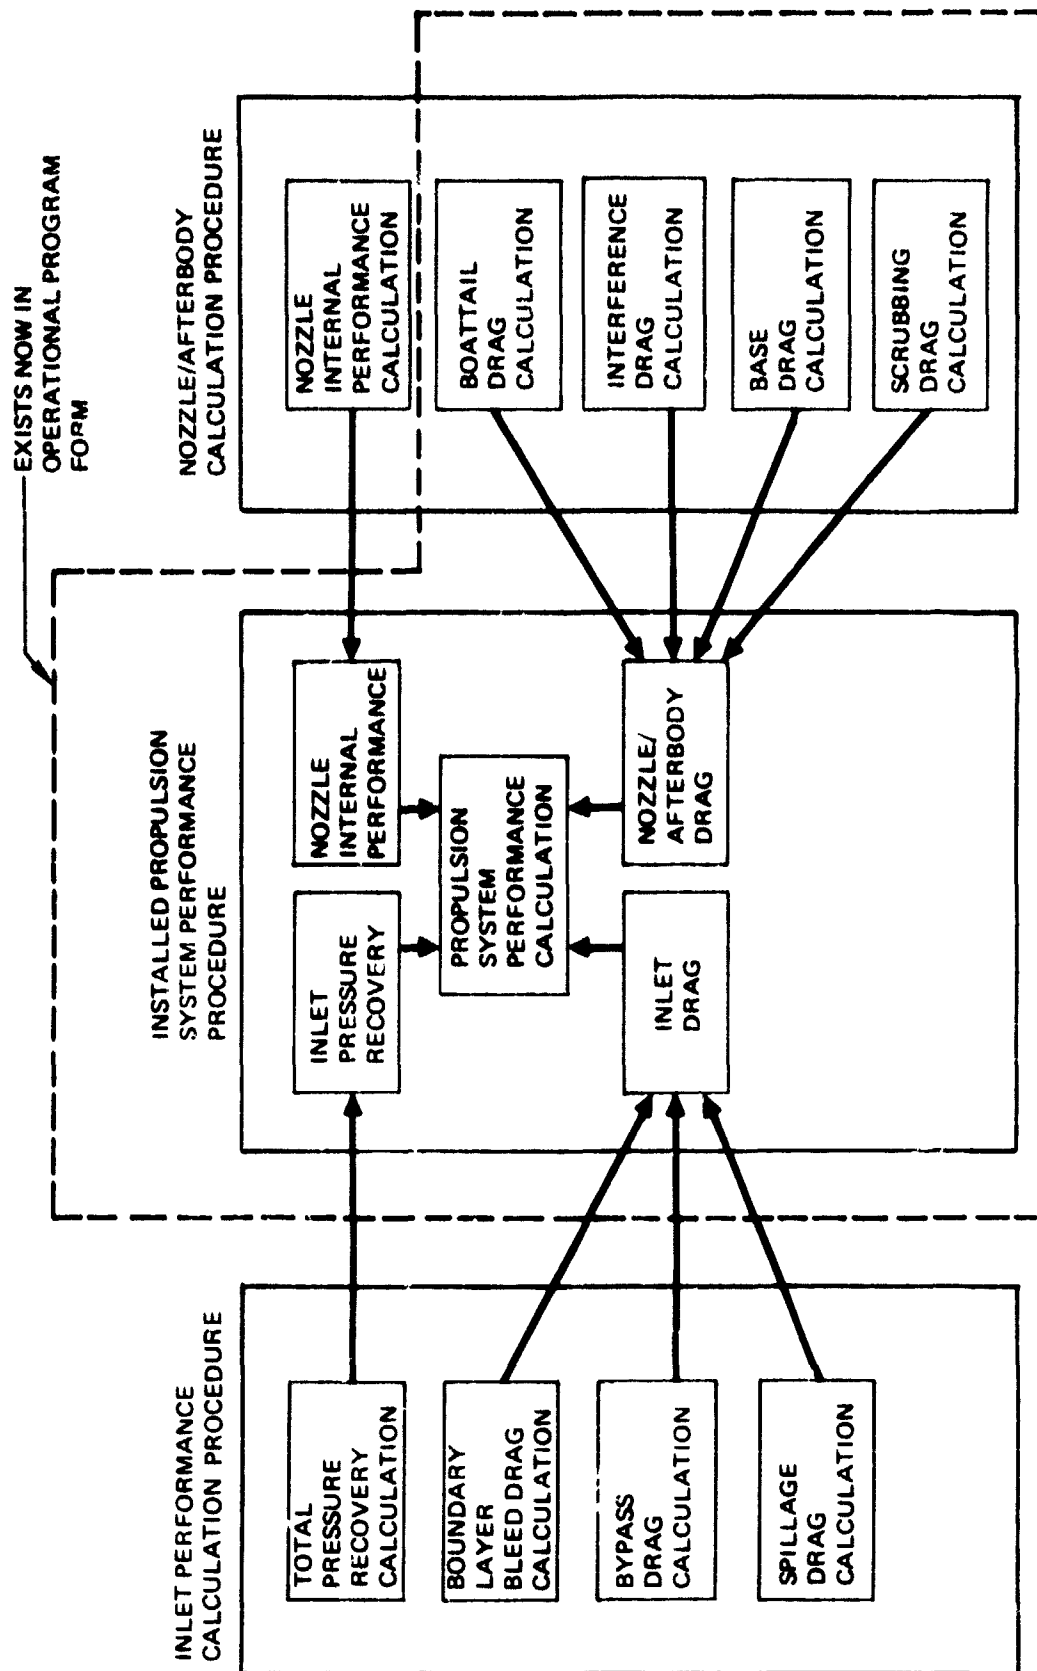 EXISTS NOW IN
OPERATIONAL PROGRAM
FORM
INLET PERFORMANCE
CALCULATION PROCEDURE
TOTAL
PRESSURE
RECOVERY
CALCULATION
BOUNDARY
LAYER
BLEED DRAG
CALCULATION
BYPASS
DRAG
CALCULATION
SPILLAGE
DRAG
CALCULATION
INSTALLED PROPULSION
SYSTEM PERFORMANCE
PROCEDURE
INLET
PRESSURE
RECOVERY
NOZZLE
INTERNAL
PERFORMANCE
PROPULSION
SYSTEM
PERFORMANCE
CALCULATION
INLET
DRAG
NOZZLE/
AFTERBODY
DRAG
NOZZLE/AFTERBODY
CALCULATION PROCEDURE
NOZZLE
INTERNAL
PERFORMANCE
CALCULATION
BOATTAIL
DRAG
CALCULATION
INTERFERENCE
DRAG
CALCULATION
BASE
DRAG
CALCULATION
SCRUBBING
DRAG
CALCULATION